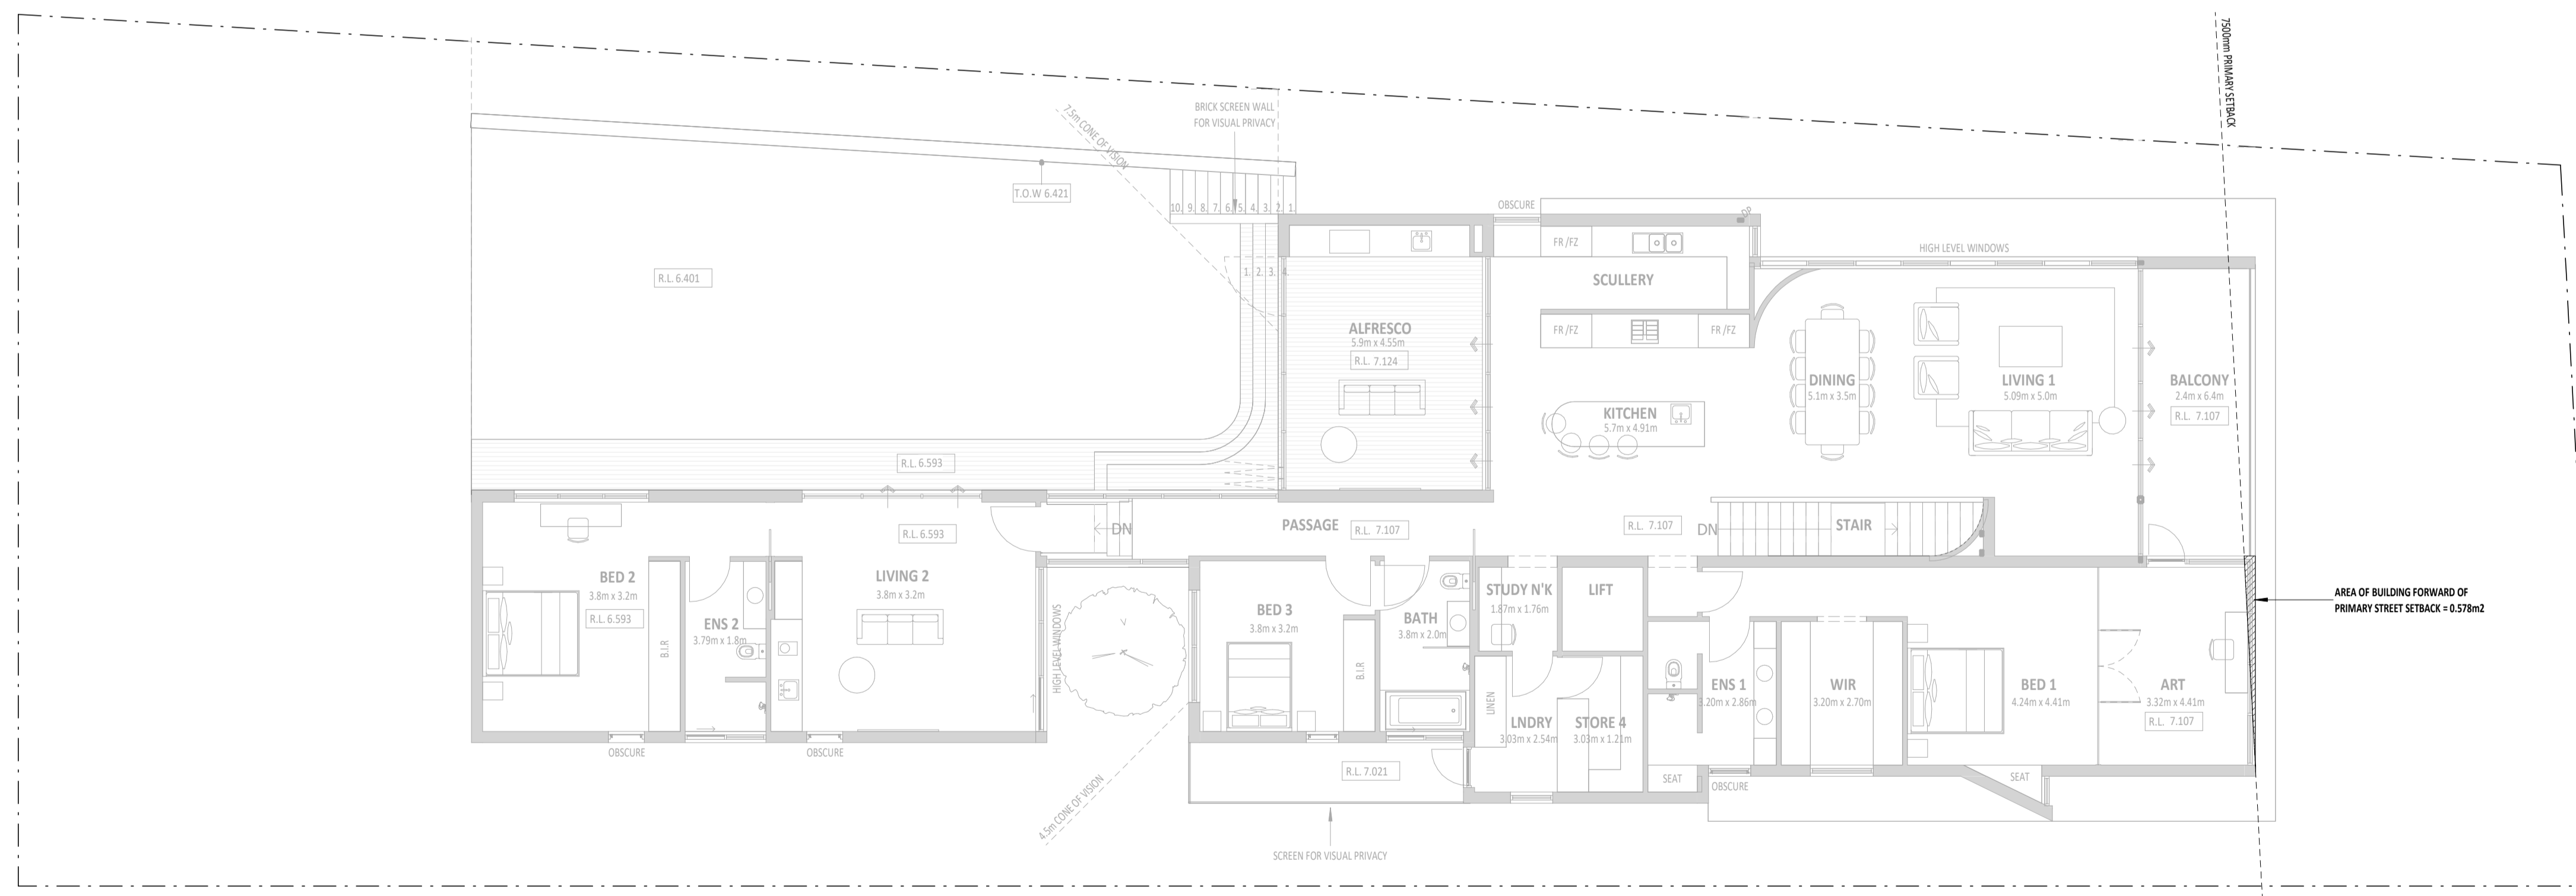 7500mm PRIMARY SETBACK
BRICK SCREEN WALL
FOR VISUAL PRIVACY
7.5m CONE OF VISION
T.O.W 6.421
10. 9. 8. 7. 6. 5. 4. 3. 2. 1.
OBSCURE
DP
FR /FZ
HIGH LEVEL WINDOWS
R.L. 6.401
1. 2. 3. 4.
SCULLERY
ALFRESCO
5.9m x 4.55m
R.L. 7.124
FR /FZ
FR /FZ
DINING
5.1m x 3.5m
LIVING 1
5.09m x 5.0m
BALCONY
2.4m x 6.4m
R.L. 7.107
KITCHEN
5.7m x 4.91m
R.L. 6.593
R.L. 6.593
DN
PASSAGE
R.L. 7.107
R.L. 7.107
DN
STAIR
BED 2
3.8m x 3.2m
R.L. 6.593
B.I.R
ENS 2
3.79m x 1.8m
LIVING 2
3.8m x 3.2m
HIGH LEVEL WINDOWS
BED 3
3.8m x 3.2m
B.I.R
BATH
3.8m x 2.0m
STUDY N'K
1.87m x 1.76m
LIFT
AREA OF BUILDING FORWARD OF
PRIMARY STREET SETBACK = 0.578m2
LINEN
LNDRY
3.03m x 2.54m
STORE 4
3.03m x 1.21m
ENS 1
3.20m x 2.86m
WIR
3.20m x 2.70m
BED 1
4.24m x 4.41m
ART
3.32m x 4.41m
R.L. 7.107
OBSCURE
OBSCURE
R.L. 7.021
SEAT
OBSCURE
SEAT
4.5m CONE OF VISION
SCREEN FOR VISUAL PRIVACY